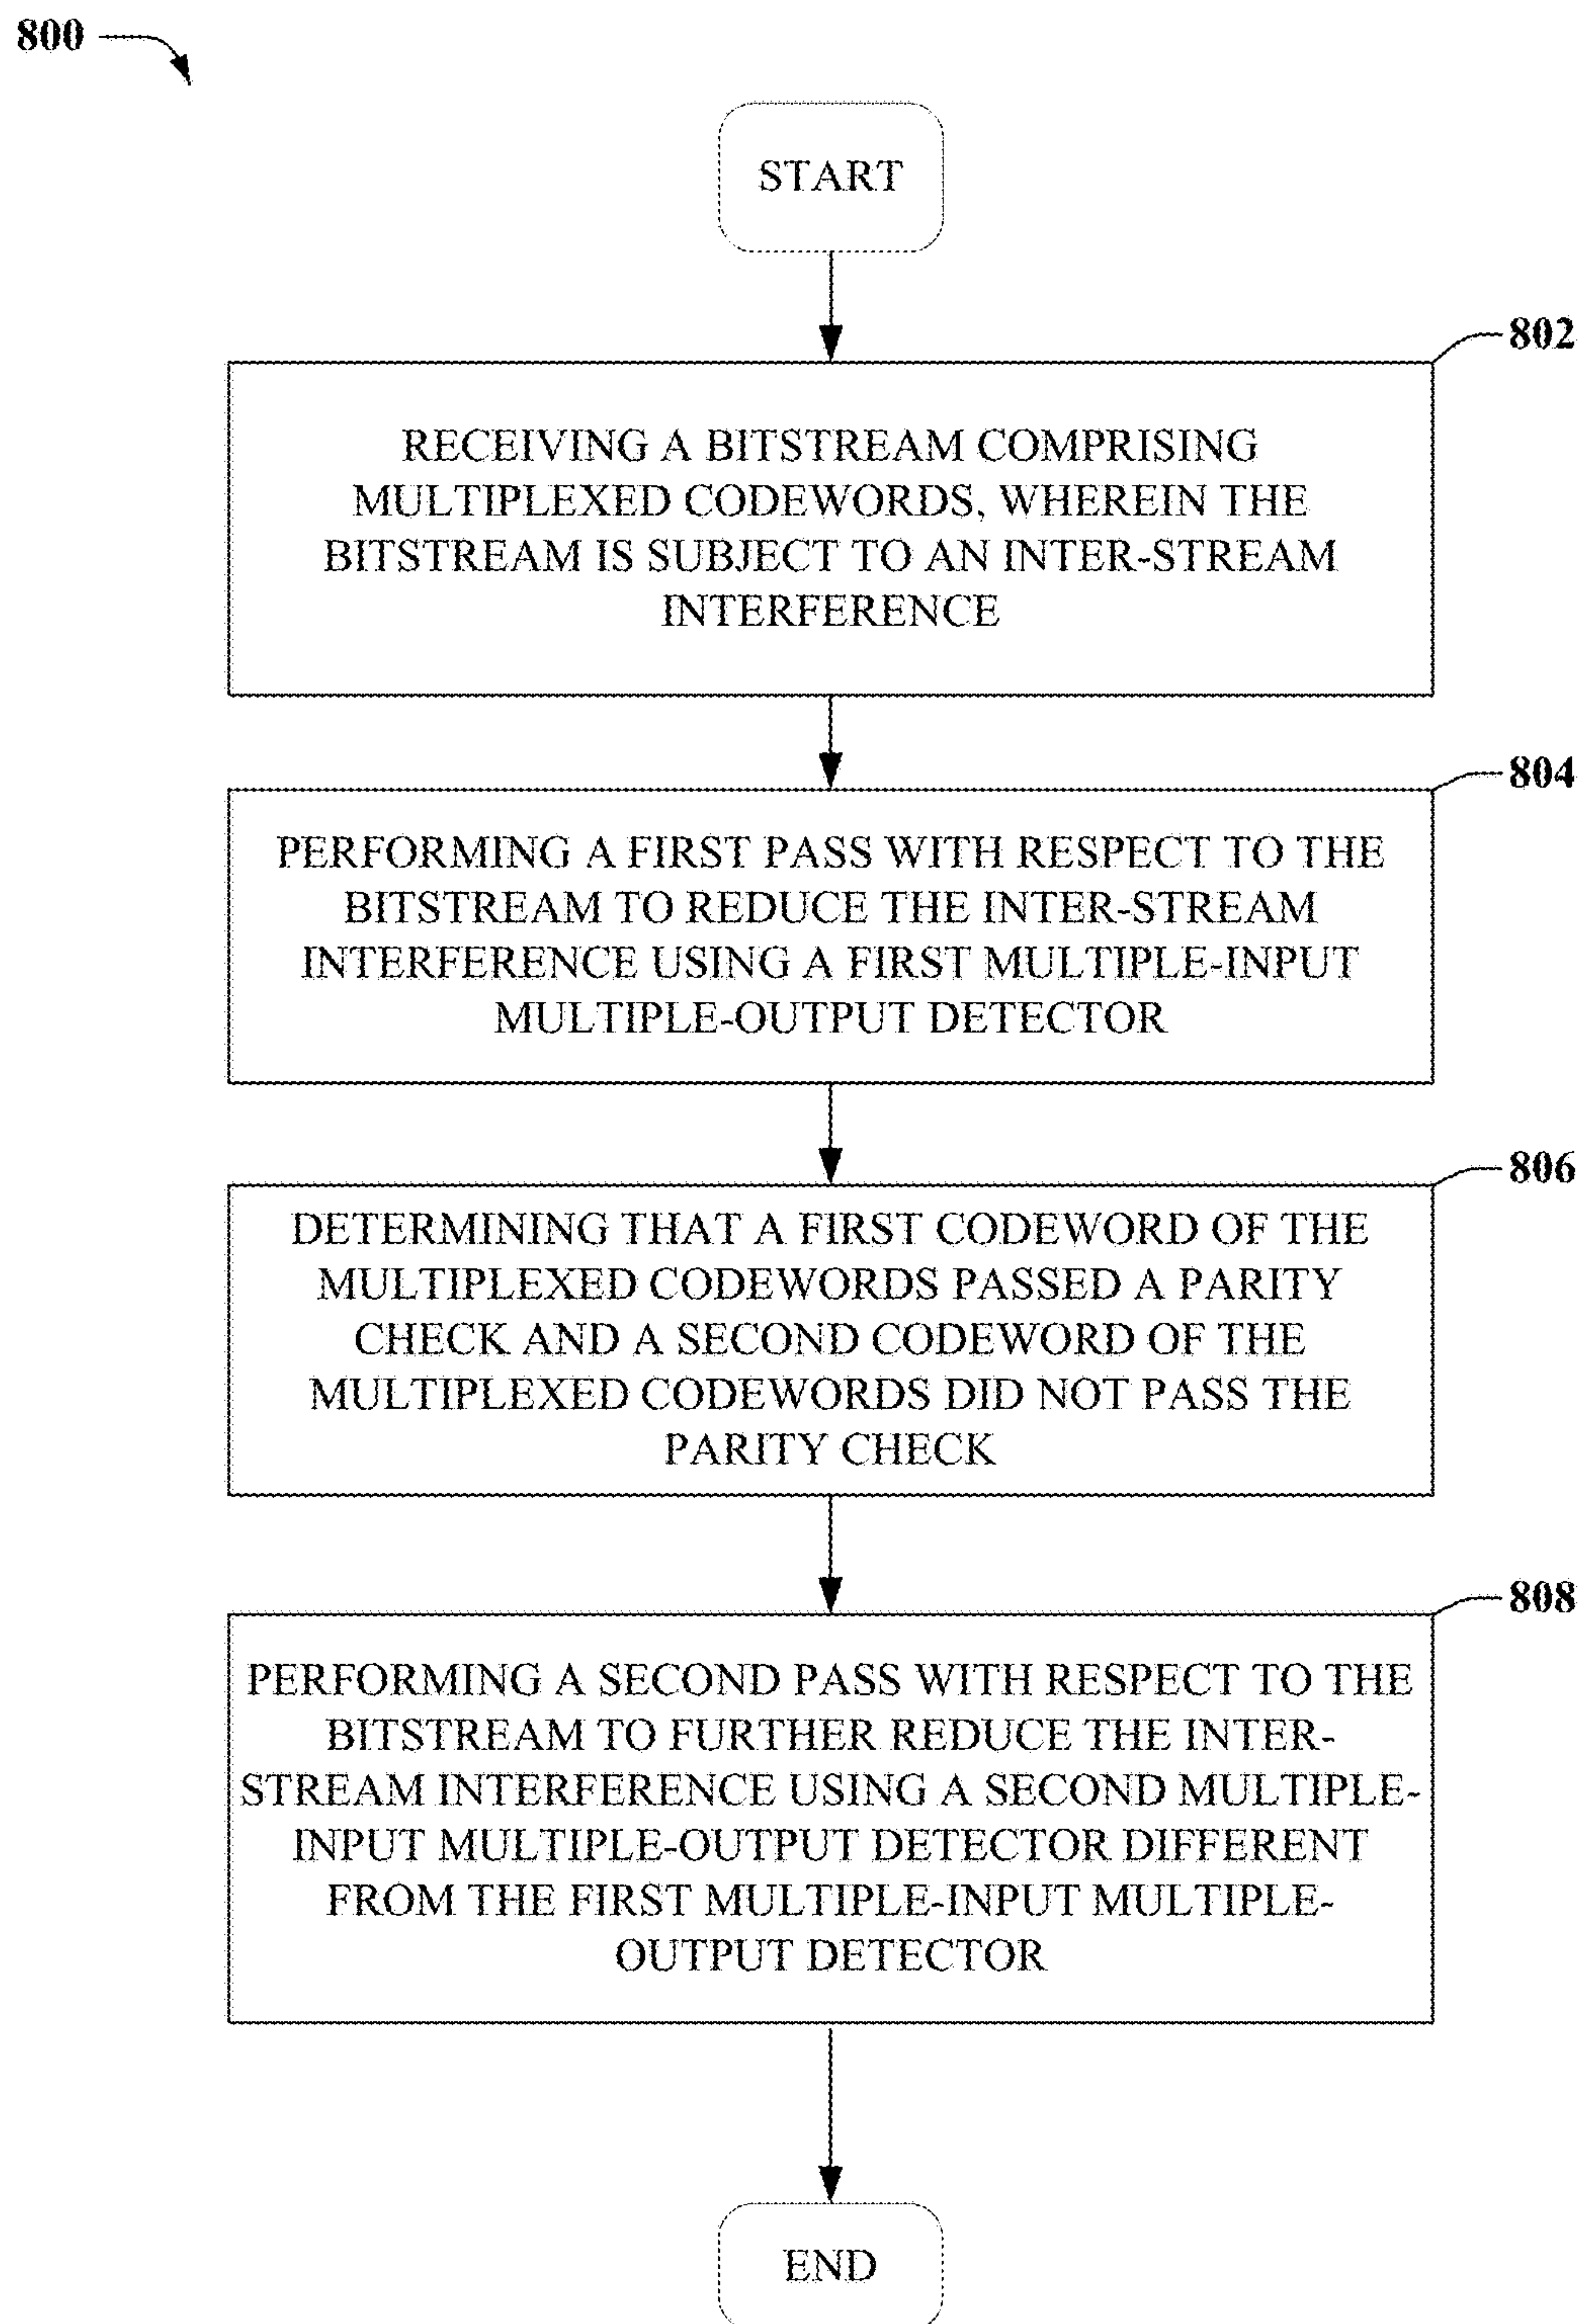 800
START
802
RECEIVING A BITSTREAM COMPRISING
MULTIPLEXED CODEWORDS, WHEREIN THE
BITSTREAM IS SUBJECT TO AN INTER-STREAM
INTERFERENCE
804
PERFORMING A FIRST PASS WITH RESPECT TO THE
BITSTREAM TO REDUCE THE INTER-STREAM
INTERFERENCE USING A FIRST MULTIPLE-INPUT
MULTIPLE-OUTPUT DETECTOR
806
DETERMINING THAT A FIRST CODEWORD OF THE
MULTIPLEXED CODEWORDS PASSED A PARITY
CHECK AND A SECOND CODEWORD OF THE
MULTIPLEXED CODEWORDS DID NOT PASS THE
PARITY CHECK
808
PERFORMING A SECOND PASS WITH RESPECT TO THE
BITSTREAM TO FURTHER REDUCE THE INTER-
STREAM INTERFERENCE USING A SECOND MULTIPLE-
INPUT MULTIPLE-OUTPUT DETECTOR DIFFERENT
FROM THE FIRST MULTIPLE-INPUT MULTIPLE-
OUTPUT DETECTOR
END